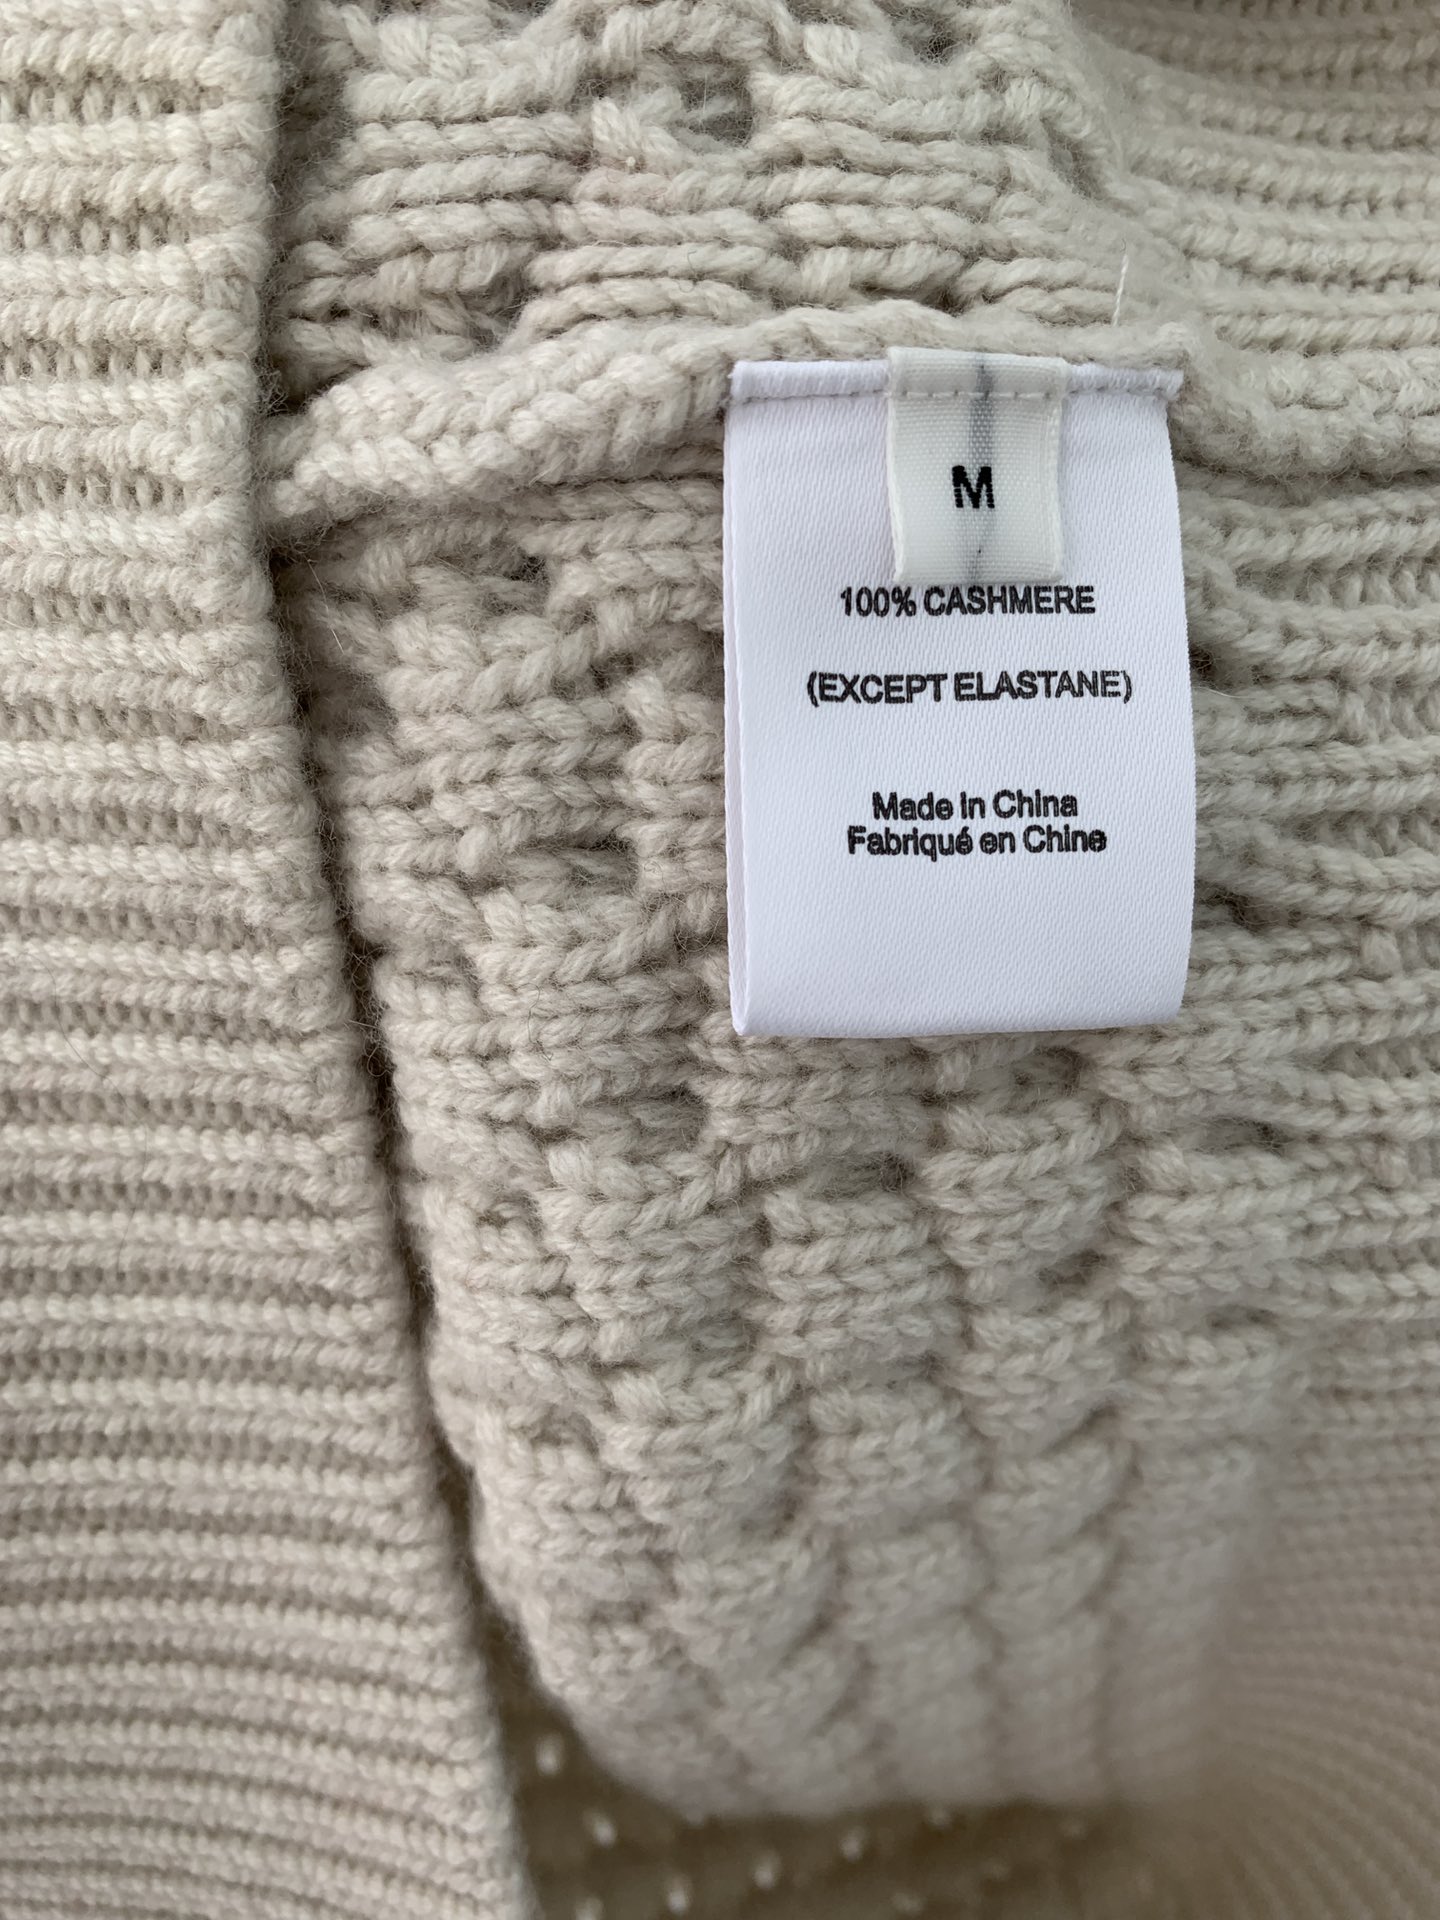 M
100% CASHMERE
(EXCEPT ELASTANE)
Made in China
Fabriqué en Chine